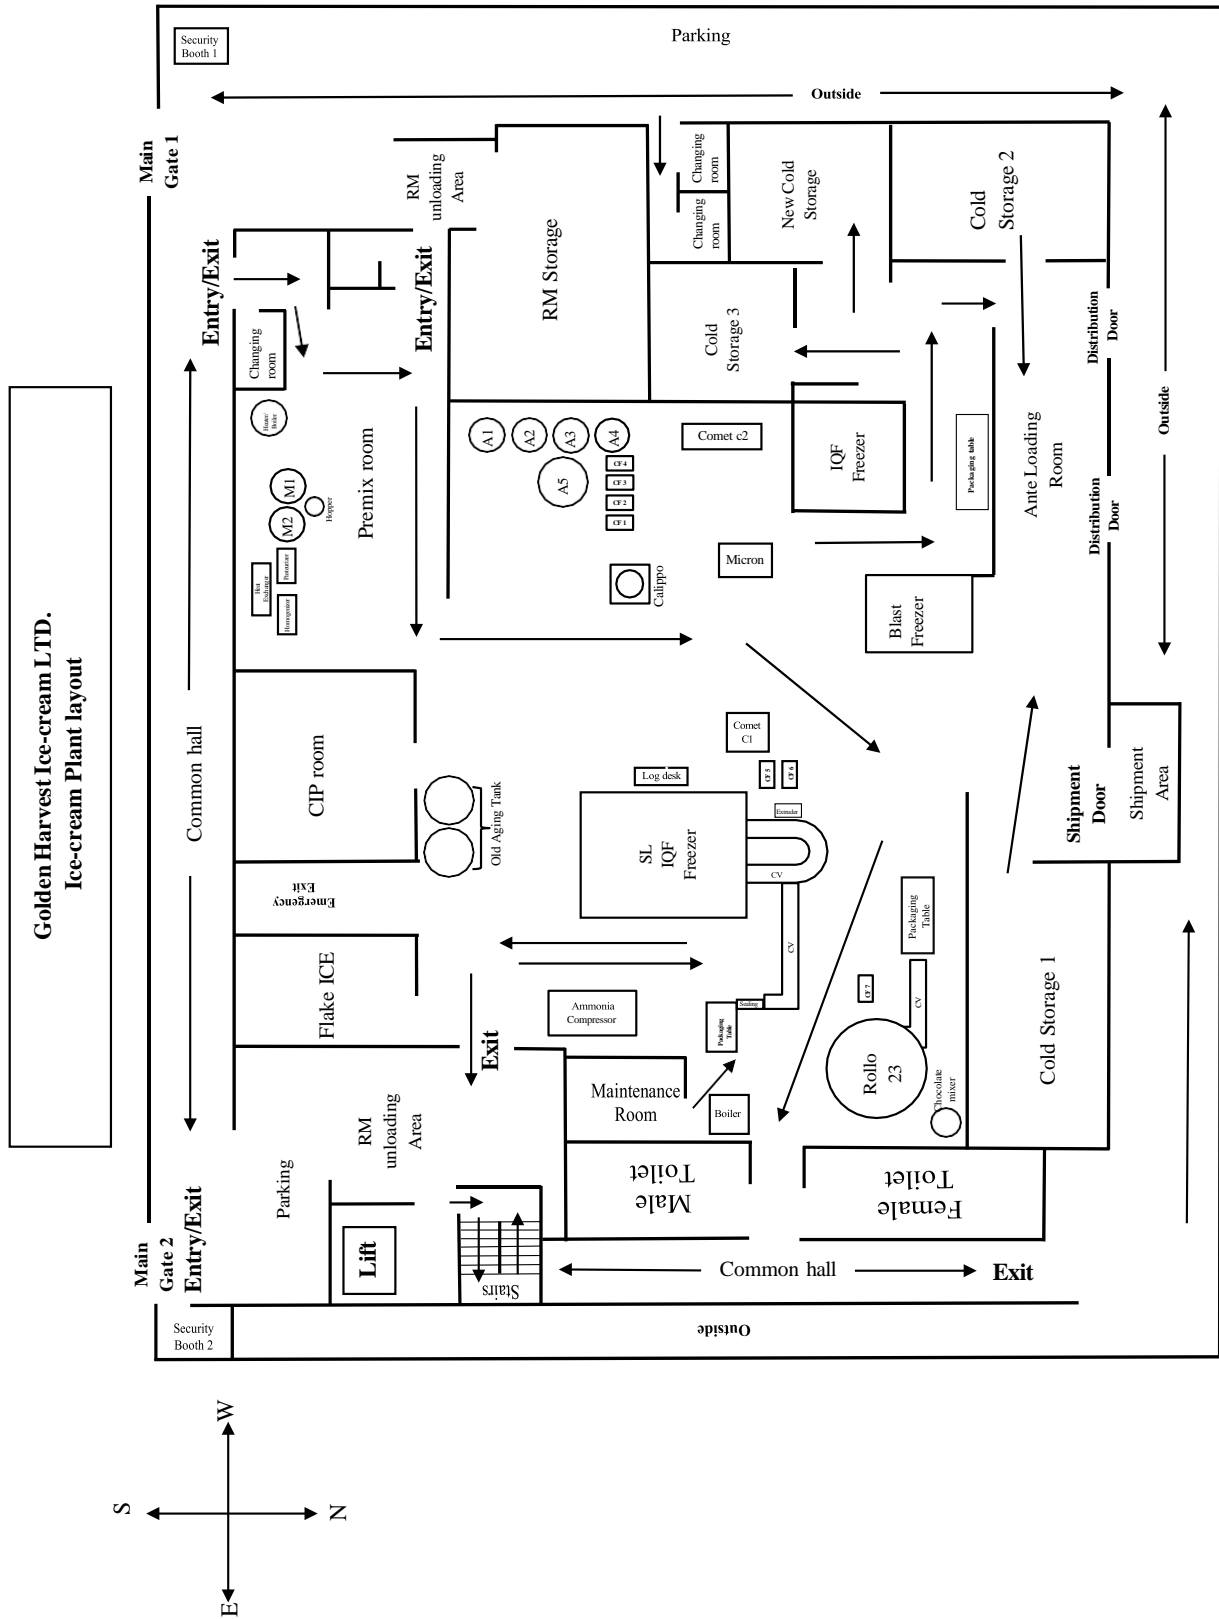 Golden Harvest Ice-cream LTD.
Ice-cream Plant layout
Security
Booth 1
Parking
Outside
Main
Gate 1
Common hall
Main
Gate 2
Entry/Exit
Security
Booth 2
Entry/Exit
Entry/Exit
RM
unloading
Area
RM Storage
Changing
room
Changing
room
New Cold
Storage
Cold
Storage 2
Cold
Storage 3
Changing
room
Heater/
Boiler
M1
M2
Hopper
Premix room
Heat
Exchanger
Pasteurizer
Homogenizer
A1
A2
A3
A4
A5
CF 4
CF 3
CF 2
CF 1
Comet c2
IQF
Freezer
Packaging table
Ante Loading
Room
Distribution
Door
Distribution
Door
Outside
Micron
Calippo
Blast
Freezer
CIP room
Old Aging Tank
Log desk
Comet
C1
CF 5
CF 6
Extruder
SL
IQF
Freezer
CV
CV
Shipment
Door
Shipment
Area
Emergency
Exit
Flake ICE
Exit
Ammonia
Compressor
Sealing
Packaging
Table
Packaging
Table
CF 7
CV
Rollo
23
Chocolate
mixer
Cold Storage 1
RM
unloading
Area
Maintenance
Room
Boiler
Parking
Male
Toilet
Female
Toilet
Lift
Stairs
Common hall
Exit
Outside
S
N
E
W